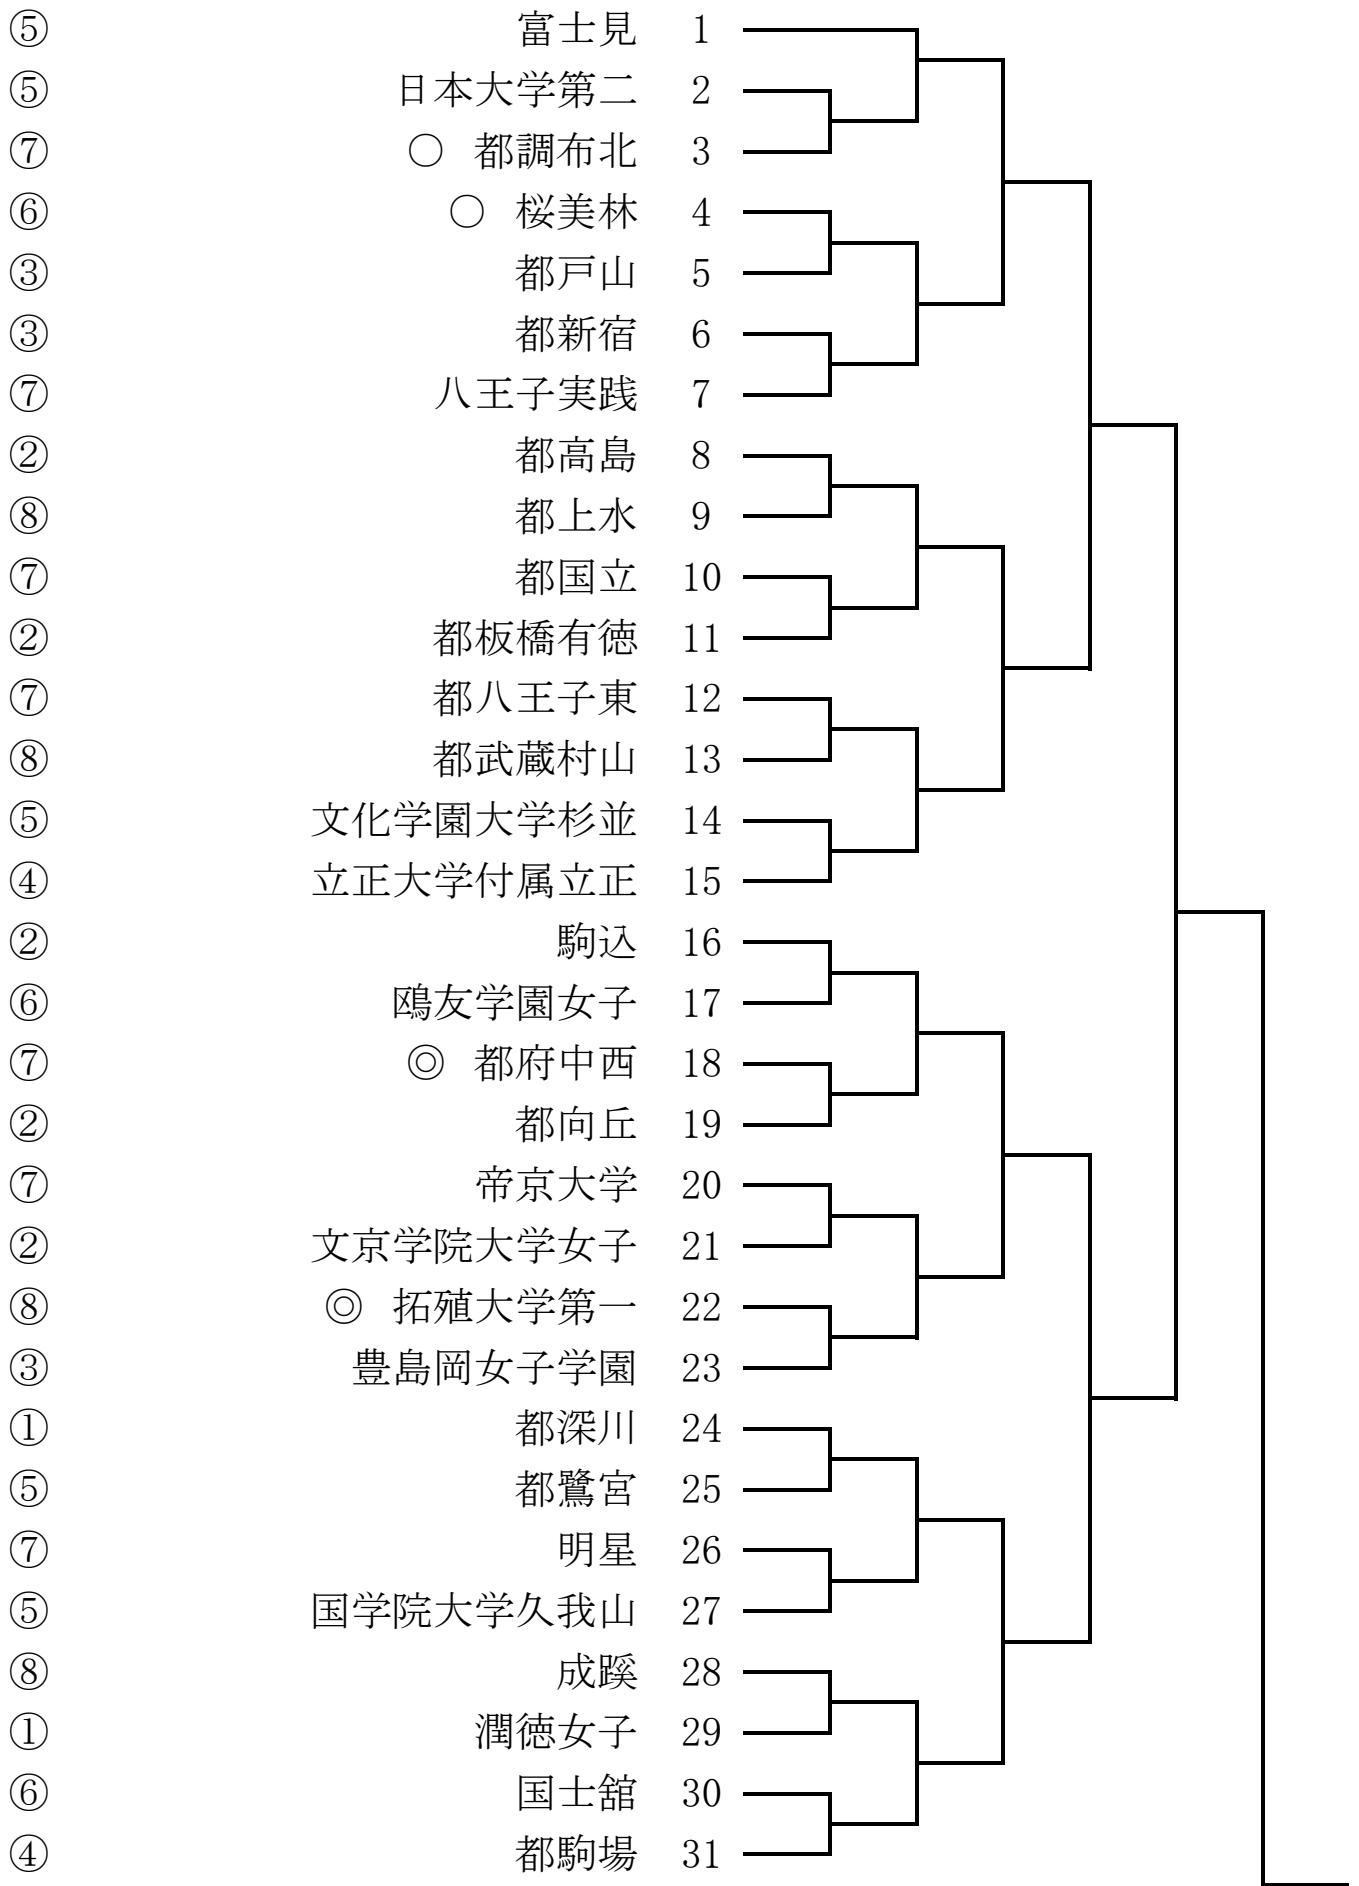 ⑤ 富士見 1
⑤ 日本大学第二 2
⑦ ○ 都調布北 3
⑥ ○ 桜美林 4
③ 都戸山 5
③ 都新宿 6
⑦ 八王子実践 7
② 都高島 8
⑧ 都上水 9
⑦ 都国立 10
② 都板橋有徳 11
⑦ 都八王子東 12
⑧ 都武蔵村山 13
⑤ 文化学園大学杉並 14
④ 立正大学付属立正 15
② 駒込 16
⑥ 鴎友学園女子 17
⑦ ◎ 都府中西 18
② 都向丘 19
⑦ 帝京大学 20
② 文京学院大学女子 21
⑧ ◎ 拓殖大学第一 22
③ 豊島岡女子学園 23
① 都深川 24
⑤ 都鷺宮 25
⑦ 明星 26
⑤ 国学院大学久我山 27
⑧ 成蹊 28
① 潤徳女子 29
⑥ 国士舘 30
④ 都駒場 31